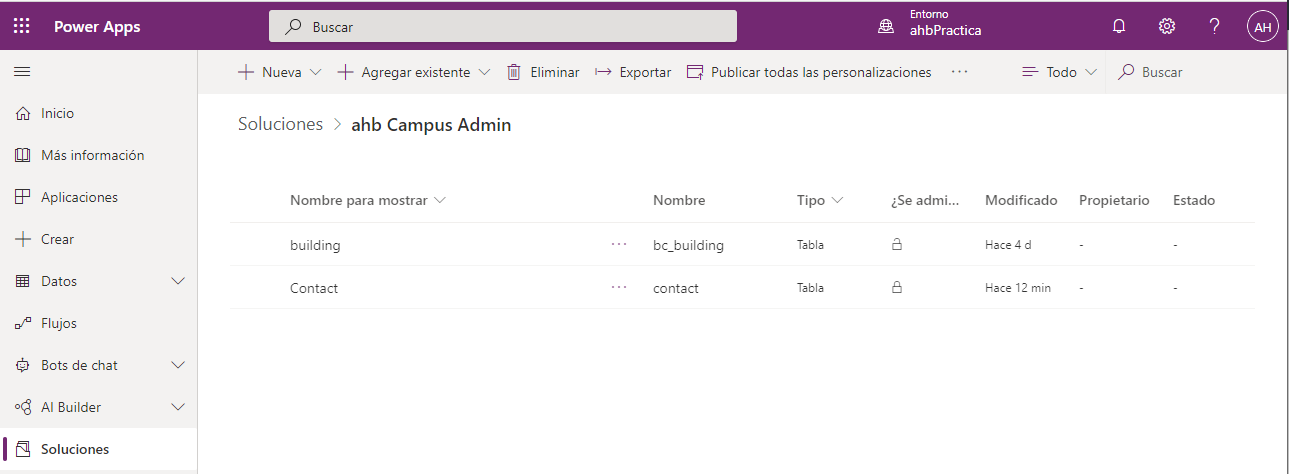 Power Apps
Buscar
Entorno
ahbPractica
AH
Nueva
Agregar existente
Eliminar
Exportar
Publicar todas las personalizaciones
Todo
Buscar
Inicio
Más información
Aplicaciones
Crear
Datos
Flujos
Bots de chat
AI Builder
Soluciones
Soluciones > ahb Campus Admin
Nombre para mostrar Nombre Tipo ¿Se admi... Modificado Propietario Estado
building ... bc_building Tabla Hace 4 d - -
Contact ... contact Tabla Hace 12 min - -